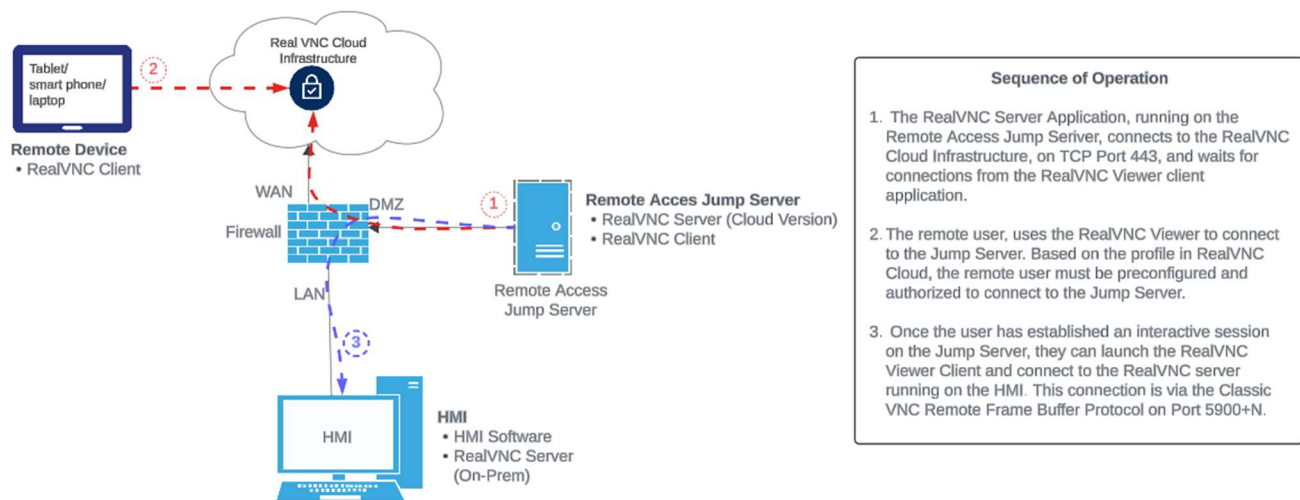 Real VNC Cloud
Infrastructure
Tablet/
smart phone/
laptop
2
Remote Device
• RealVNC Client
WAN
DMZ
Firewall
LAN
1
Remote Acces Jump Server
• RealVNC Server (Cloud Version)
• RealVNC Client
Remote Access
Jump Server
3
HMI
HMI
• HMI Software
• RealVNC Server
(On-Prem)
Sequence of Operation
1. The RealVNC Server Application, running on the
Remote Access Jump Seriver, connects to the RealVNC
Cloud Infrastructure, on TCP Port 443, and waits for
connections from the RealVNC Viewer client
application.
2. The remote user, uses the RealVNC Viewer to connect
to the Jump Server. Based on the profile in RealVNC
Cloud, the remote user must be preconfigured and
authorized to connect to the Jump Server.
3. Once the user has established an interactive session
on the Jump Server, they can launch the RealVNC
Viewer Client and connect to the RealVNC server
running on the HMI. This connection is via the Classic
VNC Remote Frame Buffer Protocol on Port 5900+N.